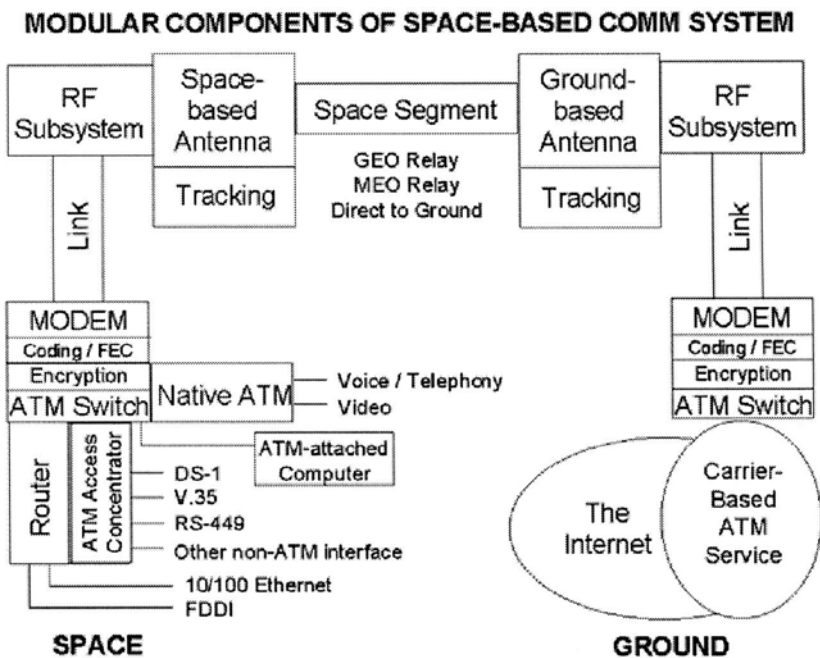 MODULAR COMPONENTS OF SPACE-BASED COMM SYSTEM
RF
Subsystem
Space-
based
Antenna
Tracking
Space Segment
GEO Relay
MEO Relay
Direct to Ground
Ground-
based
Antenna
Tracking
RF
Subsystem
Link
Link
MODEM
Coding / FEC
Encryption
ATM Switch
Native ATM
Voice / Telephony
Video
ATM-attached
Computer
Router
ATM Access
Concentrator
DS-1
V.35
RS-449
Other non-ATM interface
10/100 Ethernet
FDDI
SPACE
MODEM
Coding / FEC
Encryption
ATM Switch
The
Internet
Carrier-
Based
ATM
Service
GROUND